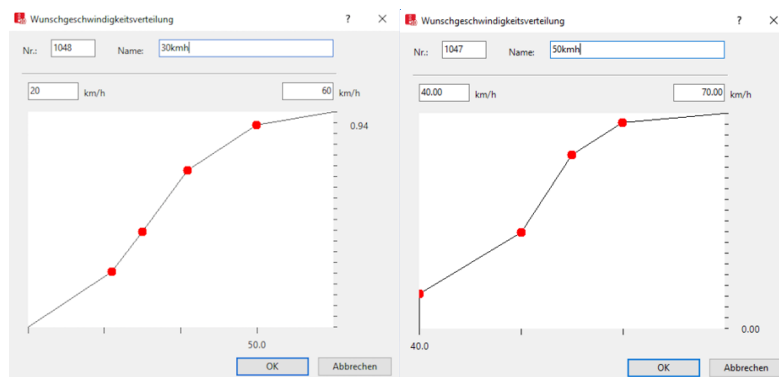 Wunschgeschwindigkeitsverteilung
Nr.: 1048 Name: 30kmh
20 km/h 60 km/h
0.94
50.0
OK Abbrechen
Wunschgeschwindigkeitsverteilung
Nr.: 1047 Name: 50kmh
40.00 km/h 70.00 km/h
0.00
40.0
OK Abbrechen